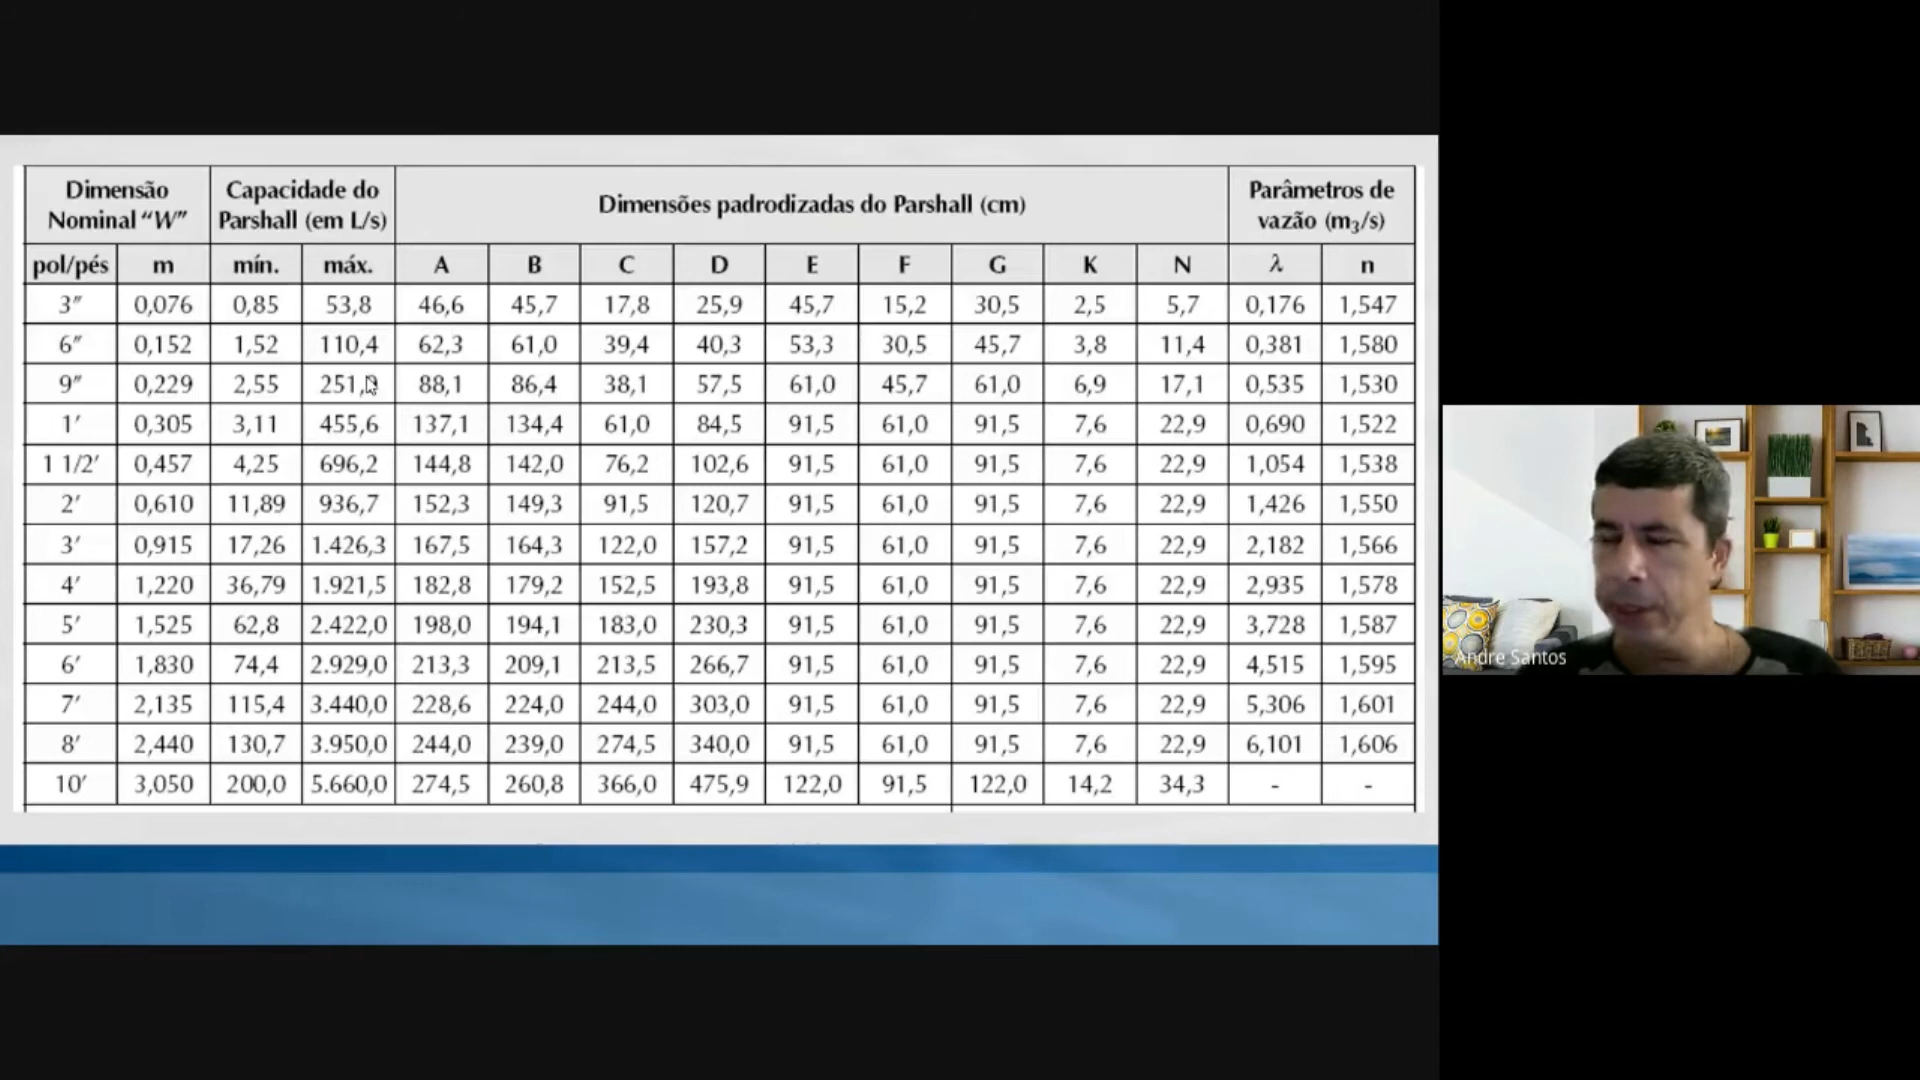 Dimensão Nominal “W” Capacidade do Parshall (em L/s) Dimensões padrodizadas do Parshall (cm) Parâmetros de vazão (m3/s)
pol/pés m mín. máx. A B C D E F G K N λ n
3″ 0,076 0,85 53,8 46,6 45,7 17,8 25,9 45,7 15,2 30,5 2,5 5,7 0,176 1,547
6″ 0,152 1,52 110,4 62,3 61,0 39,4 40,3 53,3 30,5 45,7 3,8 11,4 0,381 1,580
9″ 0,229 2,55 88,1 86,4 38,1 57,5 61,0 45,7 61,0 6,9 17,1 0,535 1,530
1′ 0,305 3,11 455,6 137,1 134,4 61,0 84,5 91,5 61,0 91,5 7,6 22,9 0,690 1,522
1 1/2′ 0,457 4,25 696,2 144,8 142,0 76,2 102,6 91,5 61,0 91,5 7,6 22,9 1,054 1,538
2′ 0,610 11,89 936,7 152,3 149,3 91,5 120,7 91,5 61,0 91,5 7,6 22,9 1,426 1,550
3′ 0,915 17,26 1.426,3 167,5 164,3 122,0 157,2 91,5 61,0 91,5 7,6 22,9 2,182 1,566
4′ 1,220 36,79 1.921,5 182,8 179,2 152,5 193,8 91,5 61,0 91,5 7,6 22,9 2,935 1,578
5′ 1,525 62,8 2.422,0 198,0 194,1 183,0 230,3 91,5 61,0 91,5 7,6 22,9 3,728 1,587
6′ 1,830 74,4 2.929,0 213,3 209,1 213,5 266,7 91,5 61,0 91,5 7,6 22,9 4,515 1,595
7′ 2,135 115,4 3.440,0 228,6 224,0 244,0 303,0 91,5 61,0 91,5 7,6 22,9 5,306 1,601
8′ 2,440 130,7 3.950,0 244,0 239,0 274,5 340,0 91,5 61,0 91,5 7,6 22,9 6,101 1,606
10′ 3,050 200,0 5.660,0 274,5 260,8 366,0 475,9 122,0 91,5 122,0 14,2 34,3 - -
Andre Santos